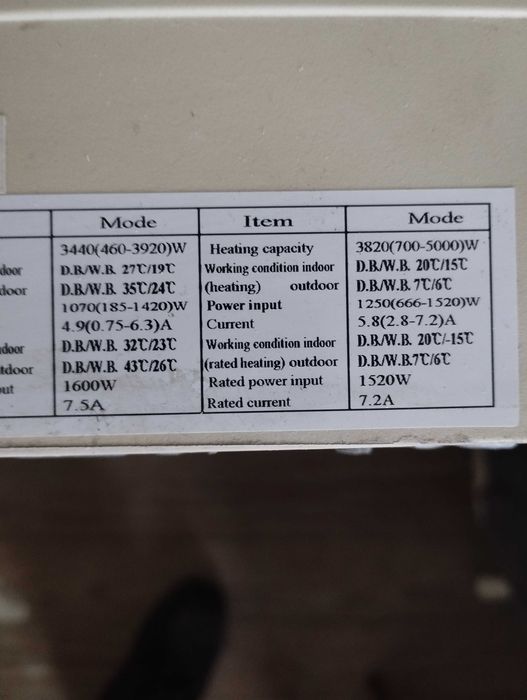 Mode Item Mode
3440(460-3920)W Heating capacity 3820(700-5000)W
door D.B./W.B. 27℃/19℃ Working condition indoor D.B./W.B. 20℃/15℃
door D.B./W.B. 35℃/24℃ (heating) outdoor D.B./W.B. 7℃/6℃
1070(185-1420)W Power input 1250(666-1520)W
4.9(0.75-6.3)A Current 5.8(2.8-7.2)A
door D.B./W.B. 32℃/23℃ Working condition indoor D.B./W.B. 20℃/-15℃
tdoor D.B./W.B. 43℃/26℃ (rated heating) outdoor D.B./W.B.7℃/6℃
ut 1600W Rated power input 1520W
7.5A Rated current 7.2A